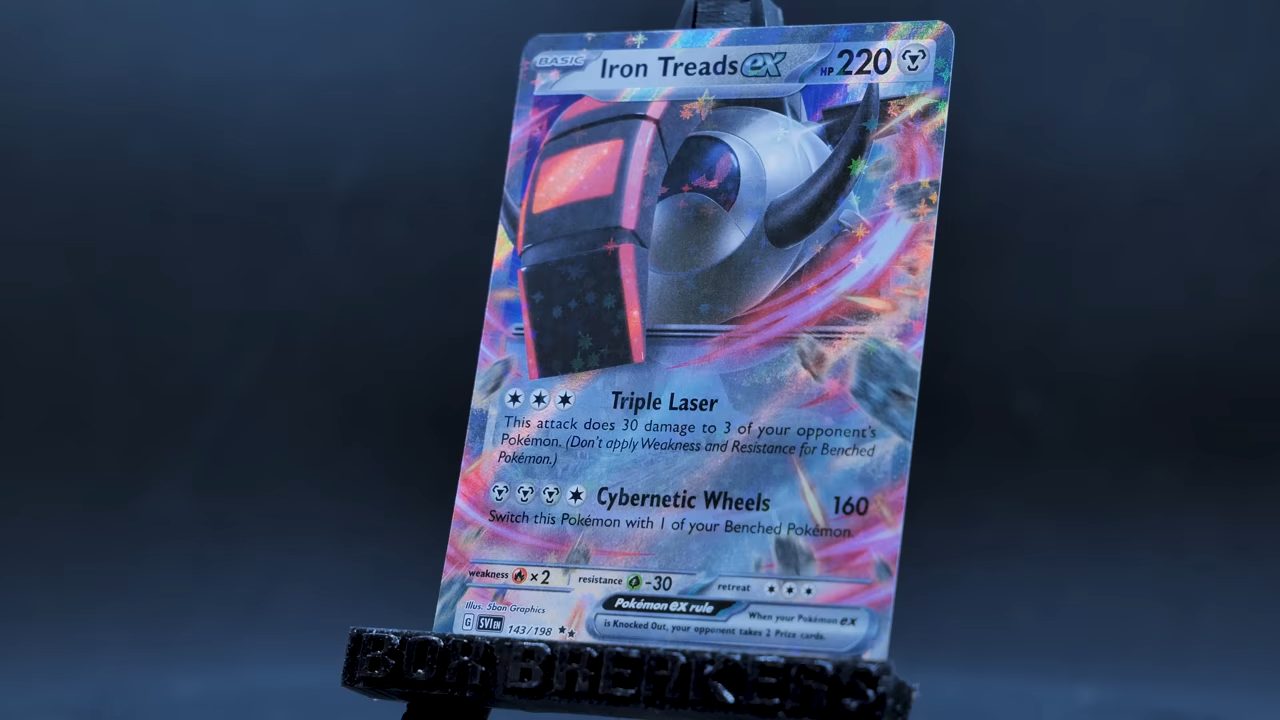 BASIC Iron Treads ex HP 220
Triple Laser
This attack does 30 damage to 3 of your opponent's
Pokémon. (Don't apply Weakness and Resistance for Benched
Pokémon.)
Cybernetic Wheels 160
Switch this Pokémon with 1 of your Benched Pokémon.
weakness ×2 resistance -30 retreat
Illus. 5ban Graphics
G SVI EN 143/198
Pokémon ex rule When your Pokémon ex
is Knocked Out, your opponent takes 2 Prize cards.
BOX BREAKERS